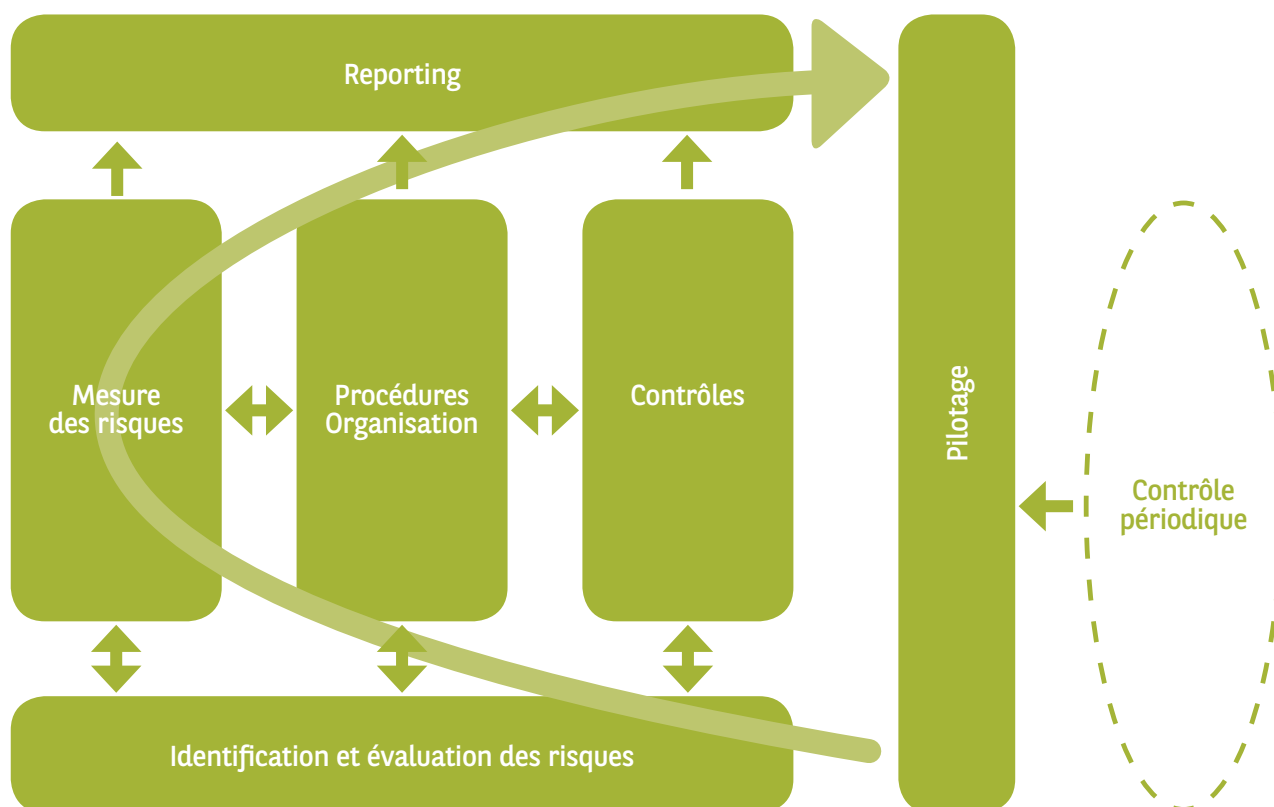 Reporting
Mesure
des risques
Procédures
Organisation
Contrôles
Pilotage
Contrôle
périodique
Identification et évaluation des risques